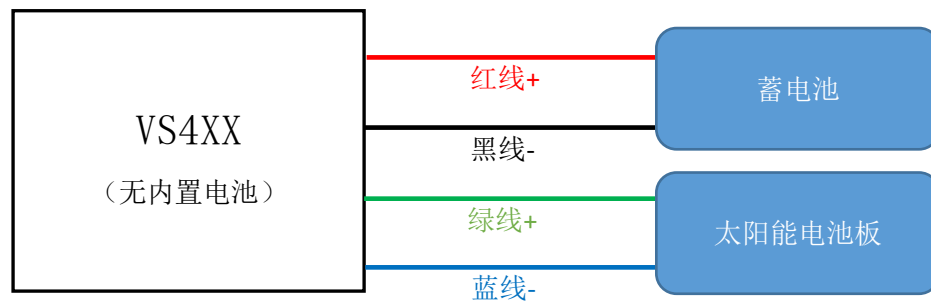 VS4XX
（无内置电池）
红线+
黑线-
绿线+
蓝线-
蓄电池
太阳能电池板